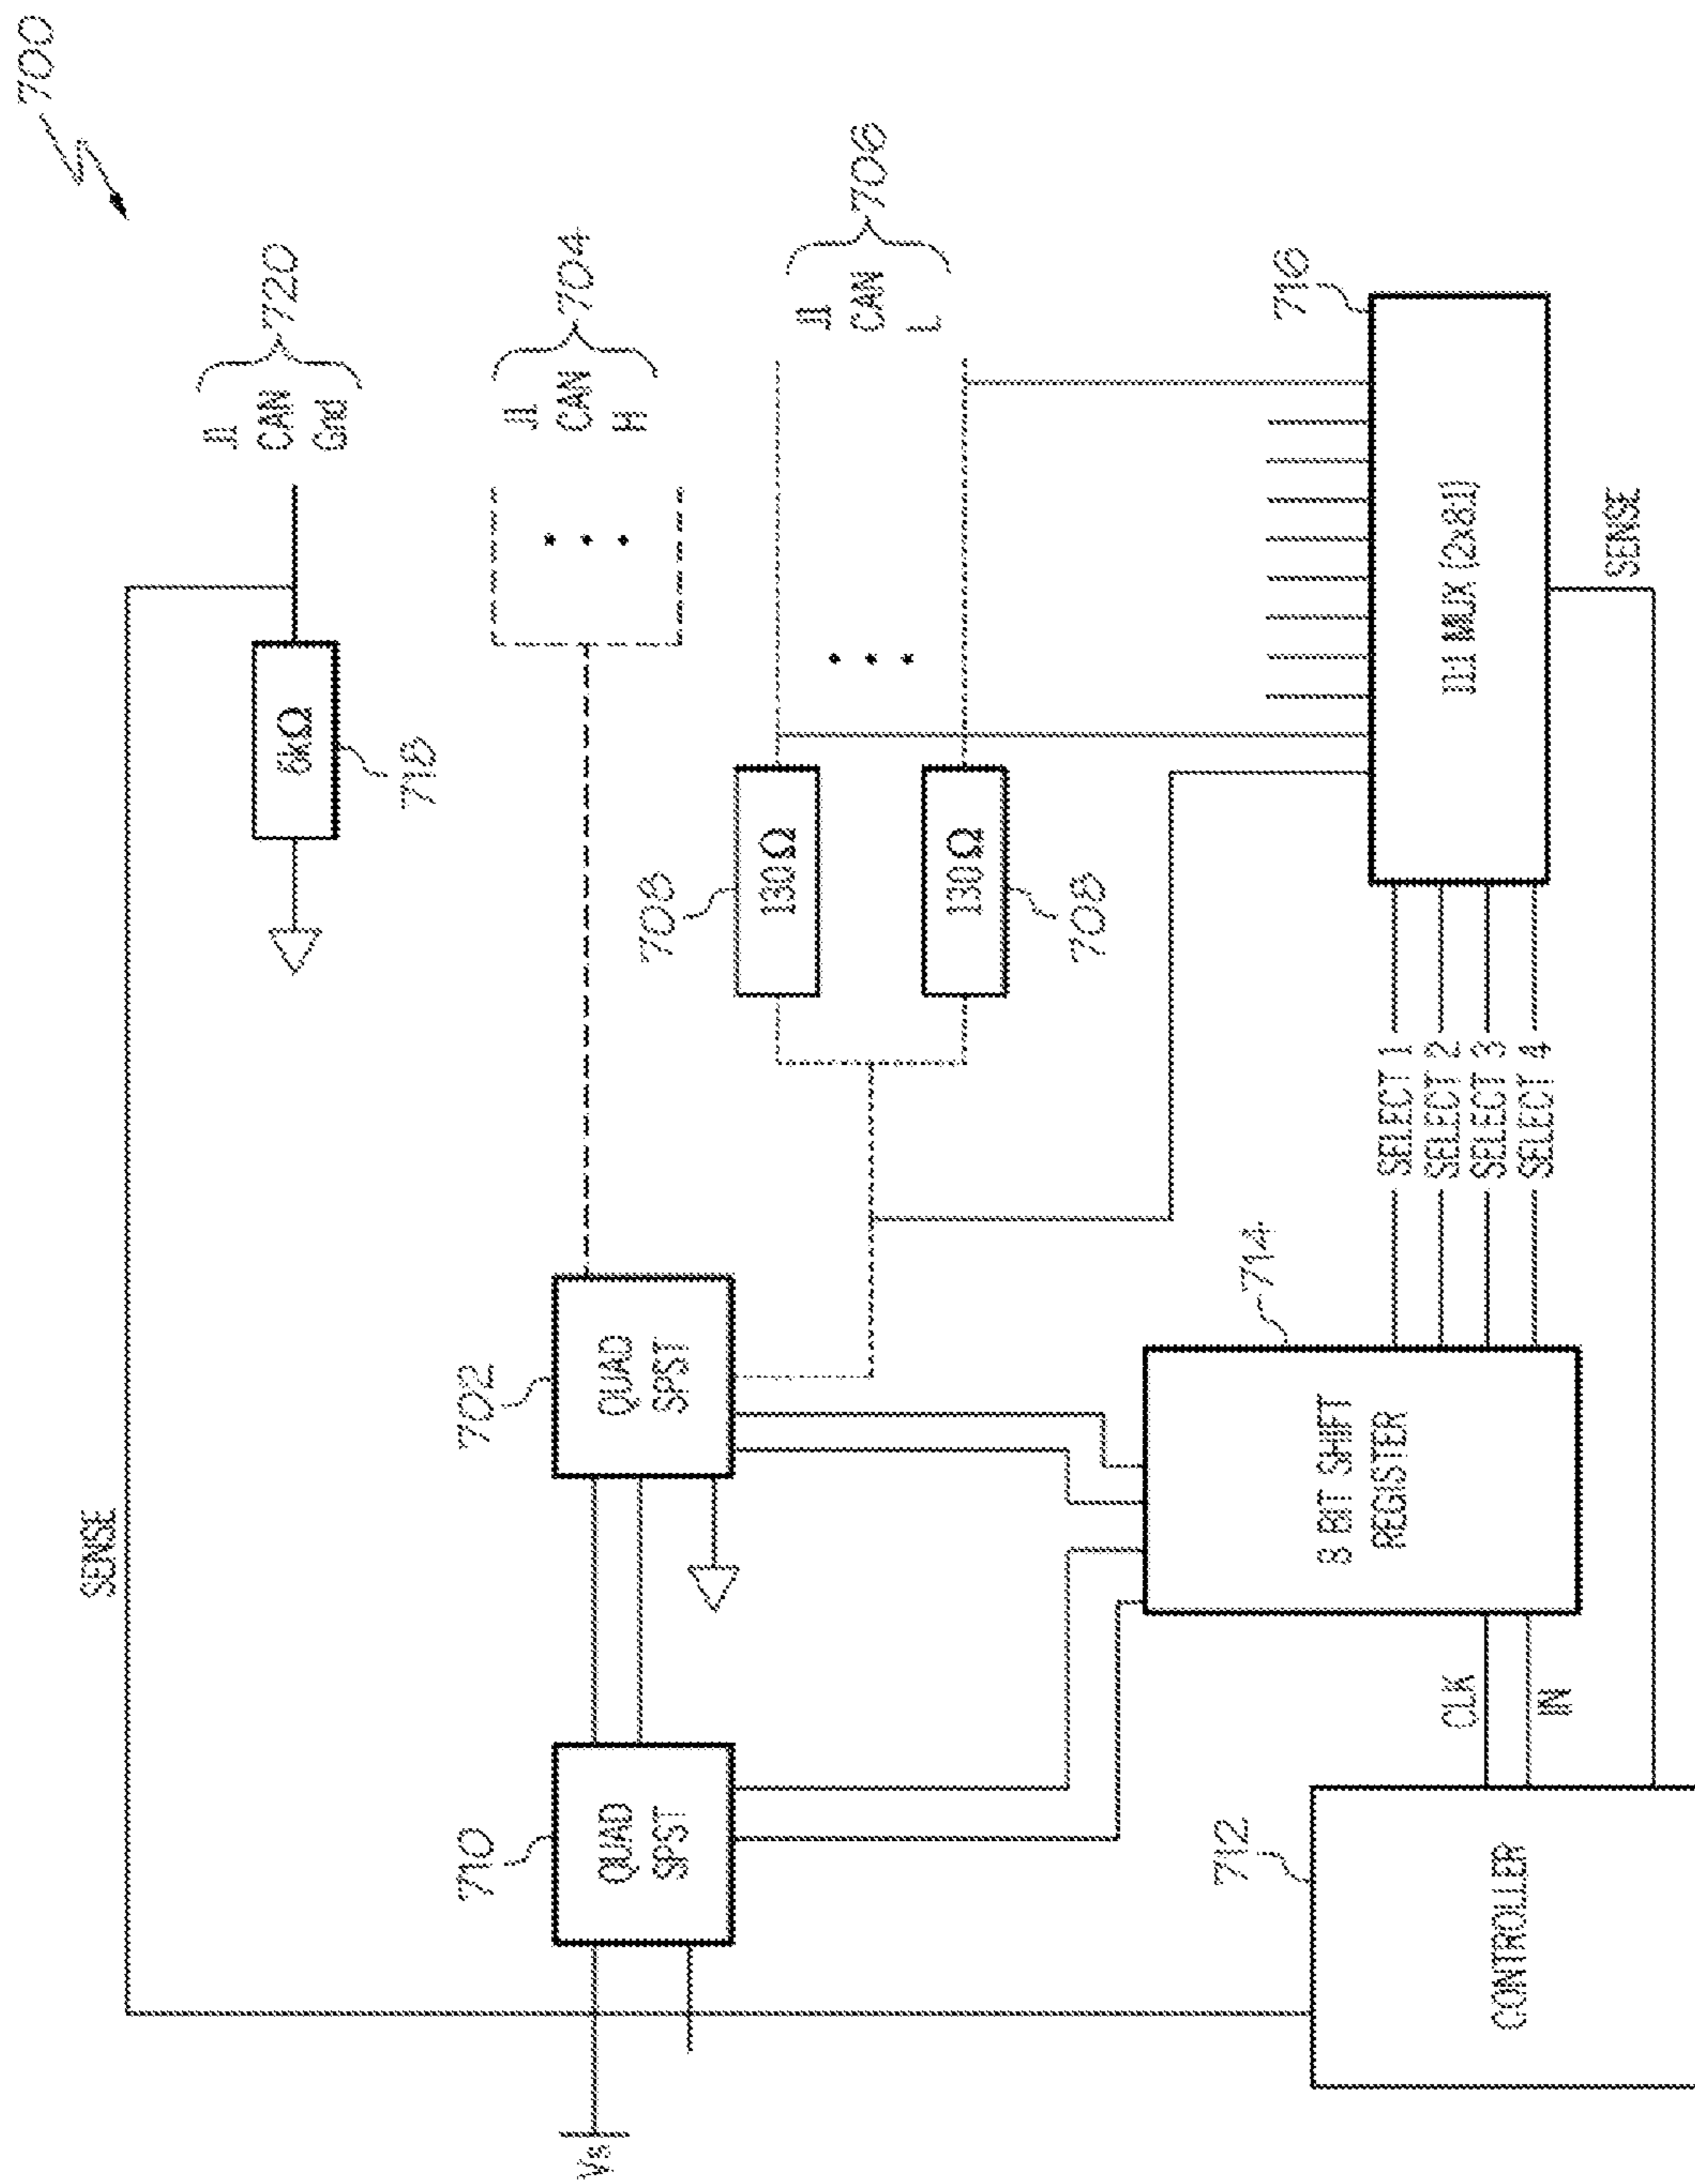 700
SENSE
J1
CAN
Gnd
720
6kΩ
718
J1
CAN
H
704
J1
CAN
L
706
708
130Ω
130Ω
708
702
QUAD
SPST
710
QUAD
SPST
Vs
714
8 BIT SHIFT
REGISTER
SELECT 1
SELECT 2
SELECT 3
SELECT 4
716
11:1 MUX (2x8:1)
SENSE
CLK
IN
712
CONTROLLER